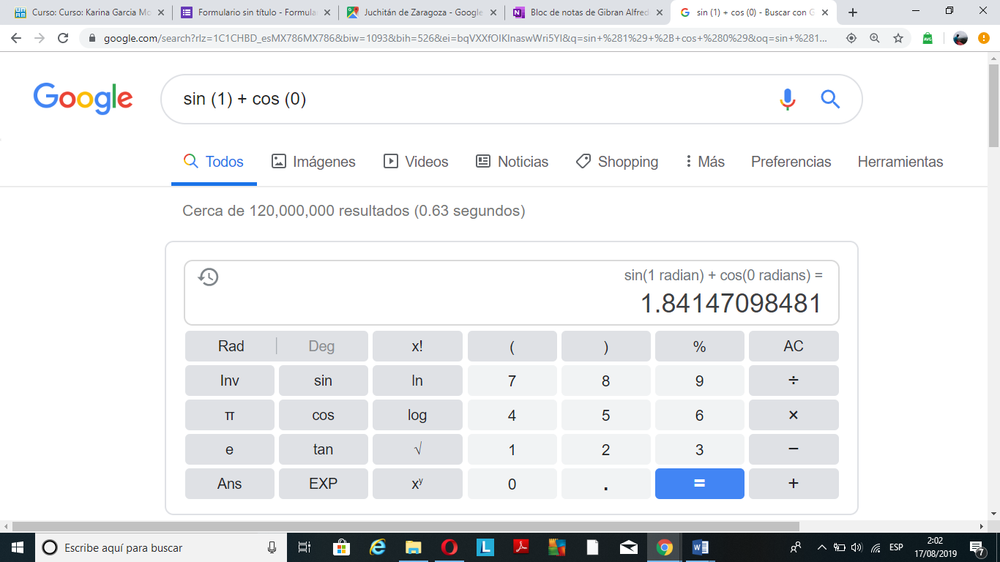 Curso: Curso: Karina Garcia Mo
Formulario sin título - Formula
Juchitán de Zaragoza - Google
Bloc de notas de Gibran Alfred
sin (1) + cos (0) - Buscar con G
google.com/search?rlz=1C1CHBD_esMX786MX786&biw=1093&bih=526&ei=bqVXXfOIKInaswWri5YI&q=sin+%281%29+%2B+cos+%280%29&oq=sin+%281...
Google
sin (1) + cos (0)
Todos Imágenes Videos Noticias Shopping Más Preferencias Herramientas
Cerca de 120,000,000 resultados (0.63 segundos)
sin(1 radian) + cos(0 radians) =
1.84147098481
Rad Deg x! ( ) % AC
Inv sin ln 7 8 9 ÷
π cos log 4 5 6 ×
e tan √ 1 2 3 −
Ans EXP xʸ 0 . = +
Escribe aquí para buscar
ESP
2:02
17/08/2019
7